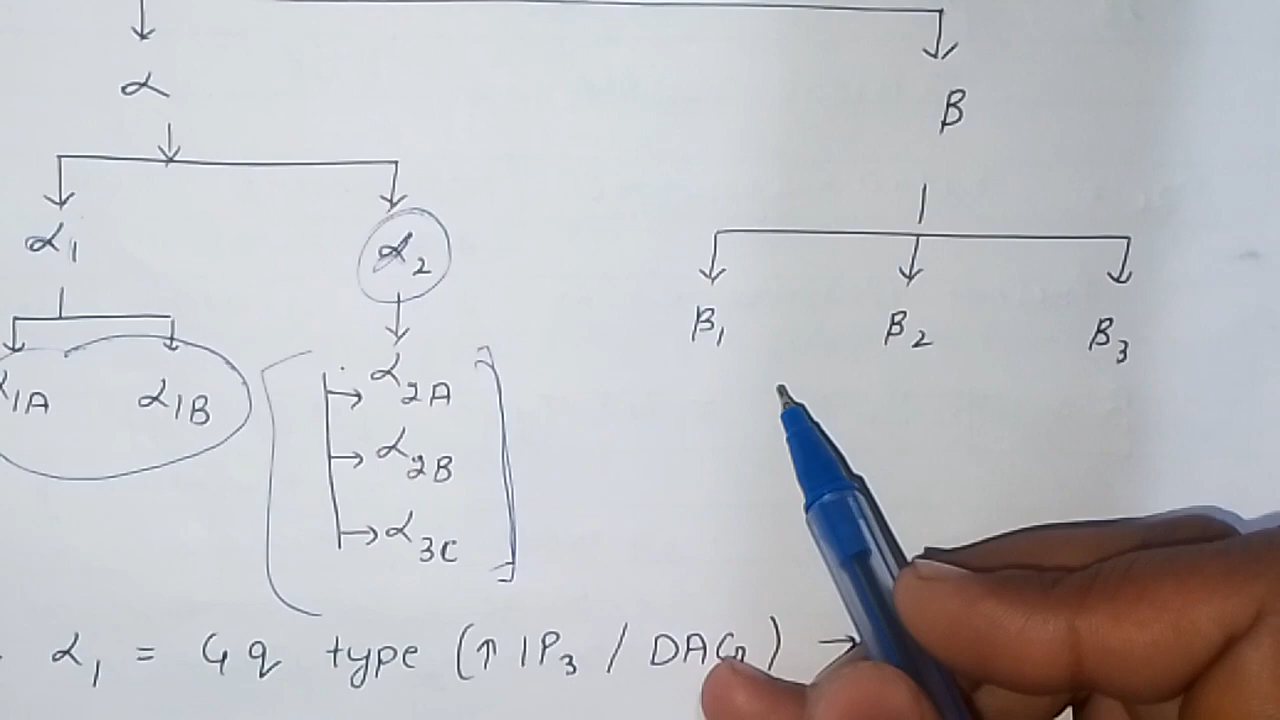 α
β
α1
α2
β1
β2
β3
α1A
α1B
α2A
α2B
α3C
α1 = Gq type (↑ IP3 / DAG) →